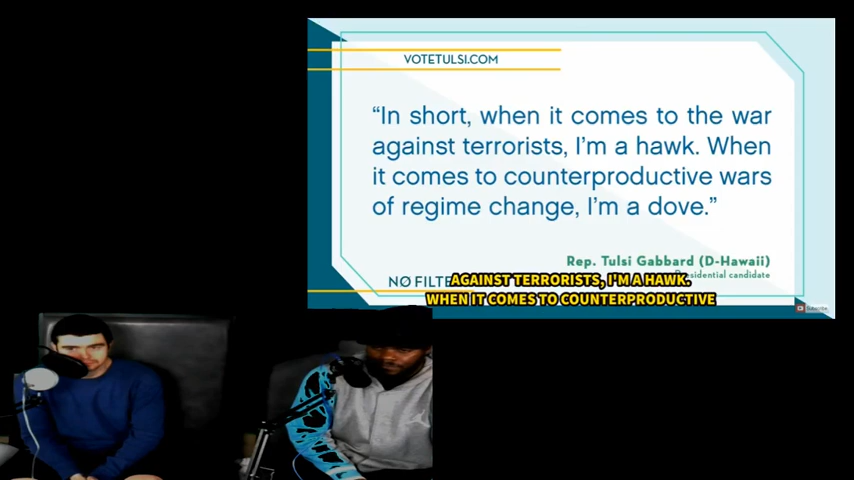 VOTETULSI.COM
“In short, when it comes to the war
against terrorists, I’m a hawk. When
it comes to counterproductive wars
of regime change, I’m a dove.”
Rep. Tulsi Gabbard (D-Hawaii)
Presidential candidate
NØ FILTE
AGAINST TERRORISTS, I'M A HAWK.
WHEN IT COMES TO COUNTERPRODUCTIVE
Subscribe